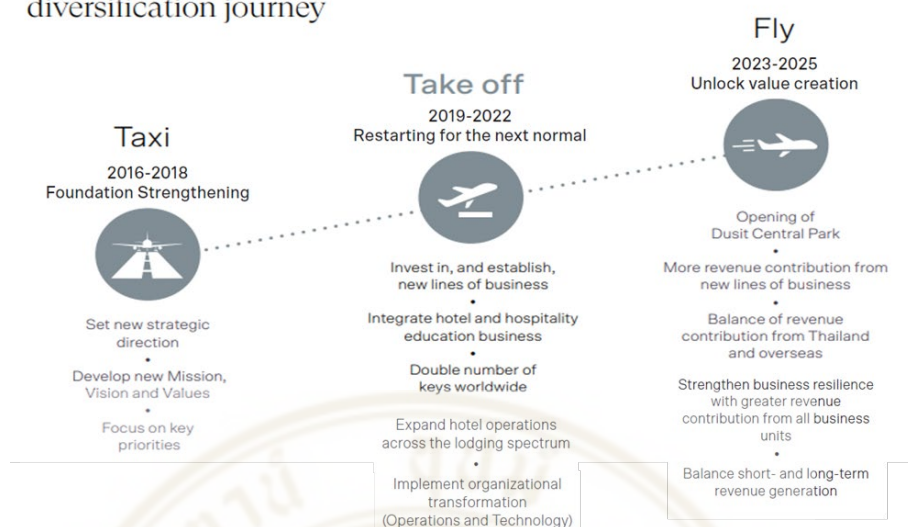 diversification journey
Taxi
2016-2018
Foundation Strengthening
Set new strategic
direction
•
Develop new Mission,
Vision and Values
•
Focus on key
priorities
Take off
2019-2022
Restarting for the next normal
Invest in, and establish,
new lines of business
•
Integrate hotel and hospitality
education business
•
Double number of
keys worldwide
Expand hotel operations
across the lodging spectrum
•
Implement organizational
transformation
(Operations and Technology)
Fly
2023-2025
Unlock value creation
Opening of
Dusit Central Park
•
More revenue contribution from
new lines of business
•
Balance of revenue
contribution from Thailand
and overseas
Strengthen business resilience
with greater revenue
contribution from all business
units
•
Balance short- and long-term
revenue generation